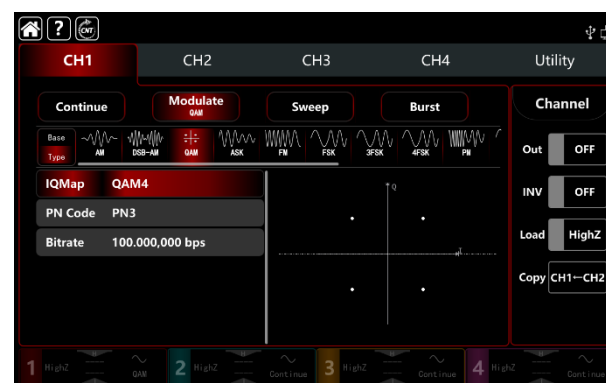 ? CNT
CH1 CH2 CH3 CH4 Utility
Continue Modulate QAM Sweep Burst Channel
Base Type AM DSB-AM QAM ASK FM FSK 3FSK 4FSK PM
Out OFF
IQMap QAM4
Q
INV OFF
PN Code PN3
Bitrate 100.000,000 bps
Load HighZ
I
Copy CH1←CH2
1 HighZ QAM 2 HighZ Continue 3 HighZ Continue 4 HighZ Continue